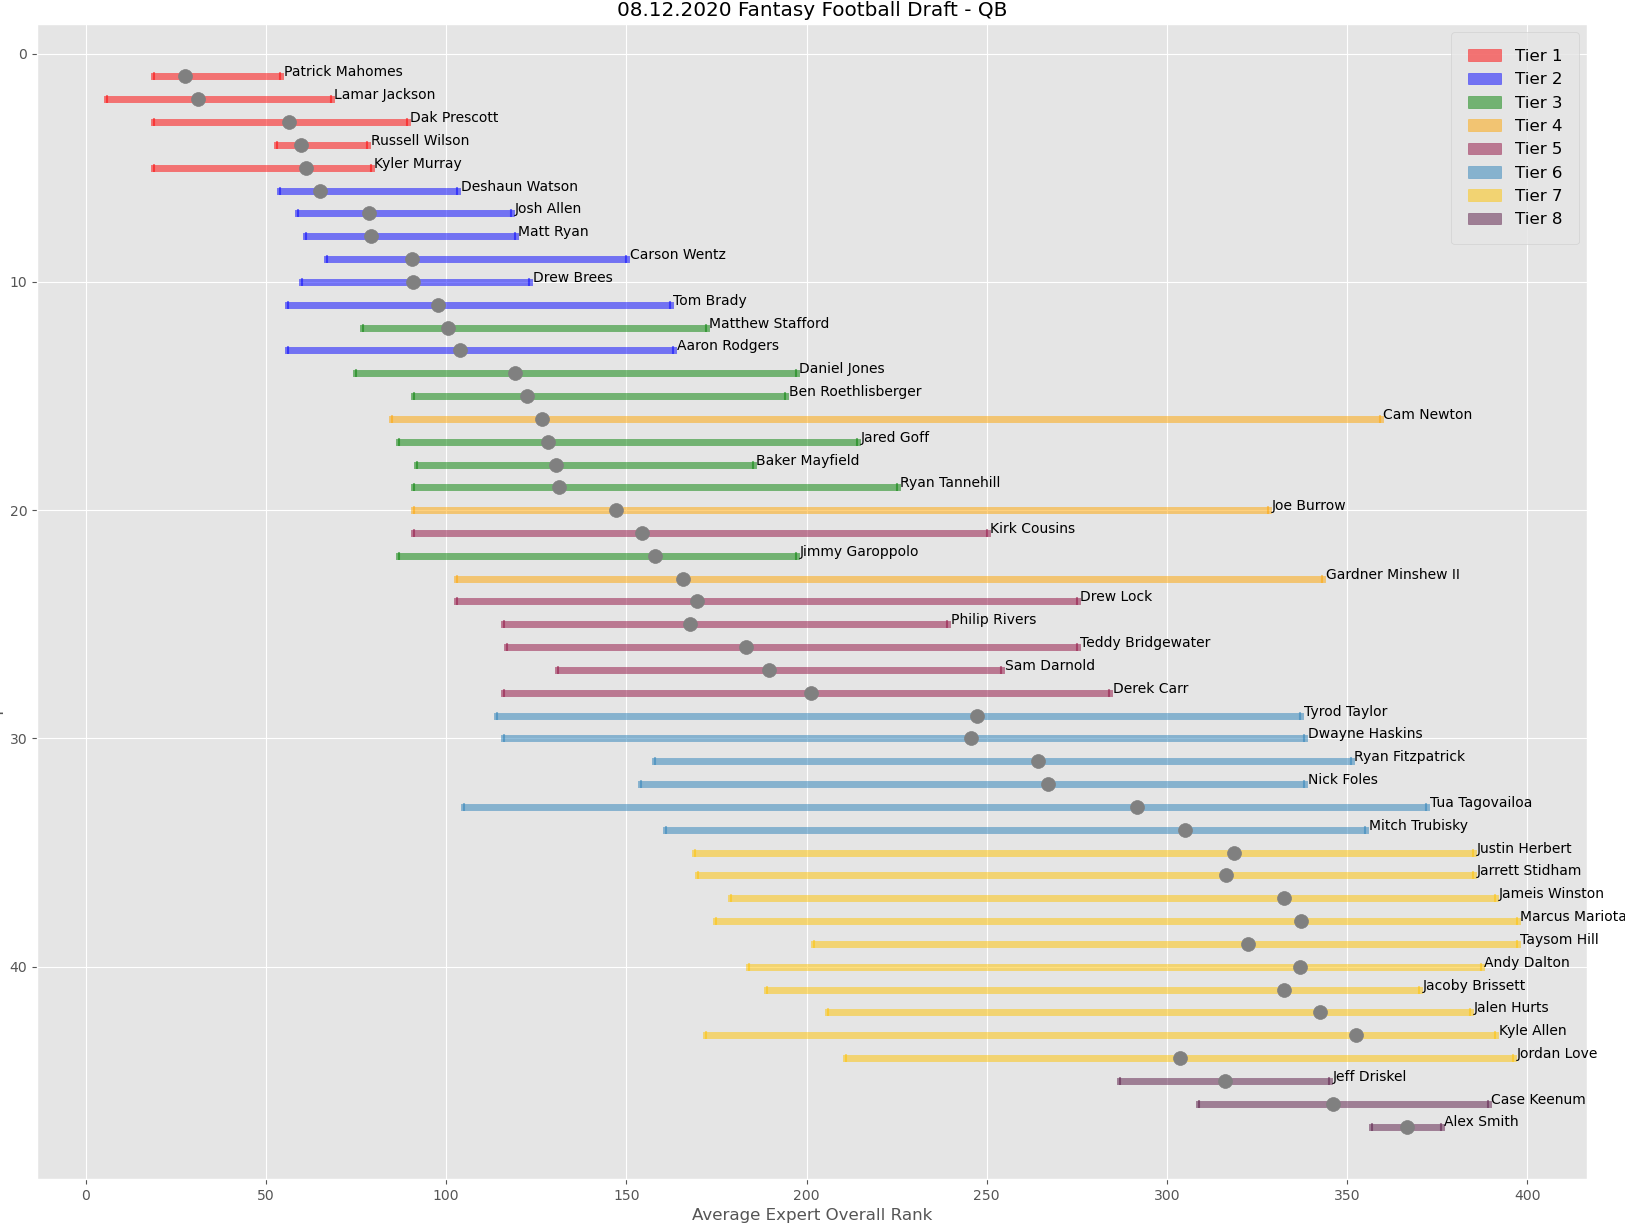 08.12.2020 Fantasy Football Draft - QB
Tier 1
Tier 2
Tier 3
Tier 4
Tier 5
Tier 6
Tier 7
Tier 8
0
10
20
30
40
Patrick Mahomes
Lamar Jackson
Dak Prescott
Russell Wilson
Kyler Murray
Deshaun Watson
Josh Allen
Matt Ryan
Carson Wentz
Drew Brees
Tom Brady
Matthew Stafford
Aaron Rodgers
Daniel Jones
Ben Roethlisberger
Cam Newton
Jared Goff
Baker Mayfield
Ryan Tannehill
Joe Burrow
Kirk Cousins
Jimmy Garoppolo
Gardner Minshew II
Drew Lock
Philip Rivers
Teddy Bridgewater
Sam Darnold
Derek Carr
Tyrod Taylor
Dwayne Haskins
Ryan Fitzpatrick
Nick Foles
Tua Tagovailoa
Mitch Trubisky
Justin Herbert
Jarrett Stidham
Jameis Winston
Marcus Mariota
Taysom Hill
Andy Dalton
Jacoby Brissett
Jalen Hurts
Kyle Allen
Jordan Love
Jeff Driskel
Case Keenum
Alex Smith
0 50 100 150 200 250 300 350 400
Average Expert Overall Rank